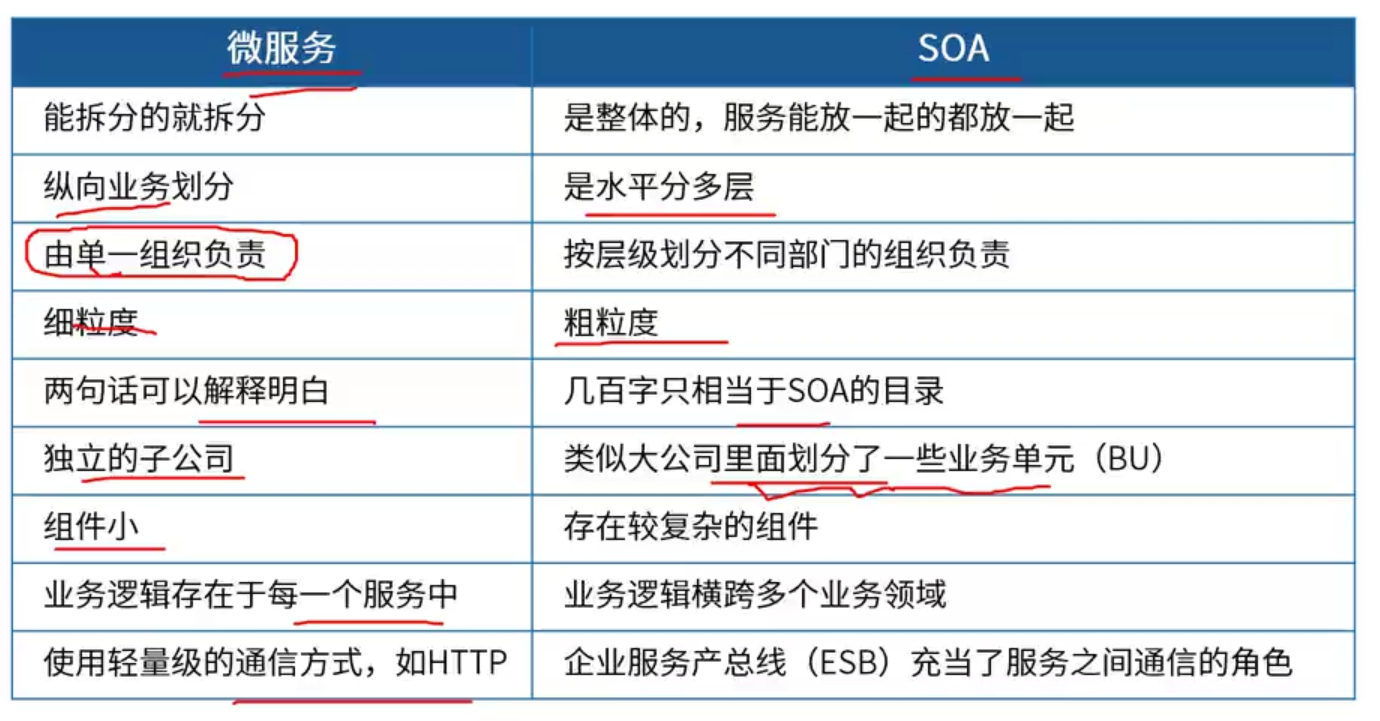 微服务 SOA
能拆分的就拆分 是整体的，服务能放一起的都放一起
纵向业务划分 是水平分多层
由单一组织负责 按层级划分不同部门的组织负责
细粒度 粗粒度
两句话可以解释明白 几百字只相当于SOA的目录
独立的子公司 类似大公司里面划分了一些业务单元（BU）
组件小 存在较复杂的组件
业务逻辑存在于每一个服务中 业务逻辑横跨多个业务领域
使用轻量级的通信方式，如HTTP 企业服务产总线（ESB）充当了服务之间通信的角色